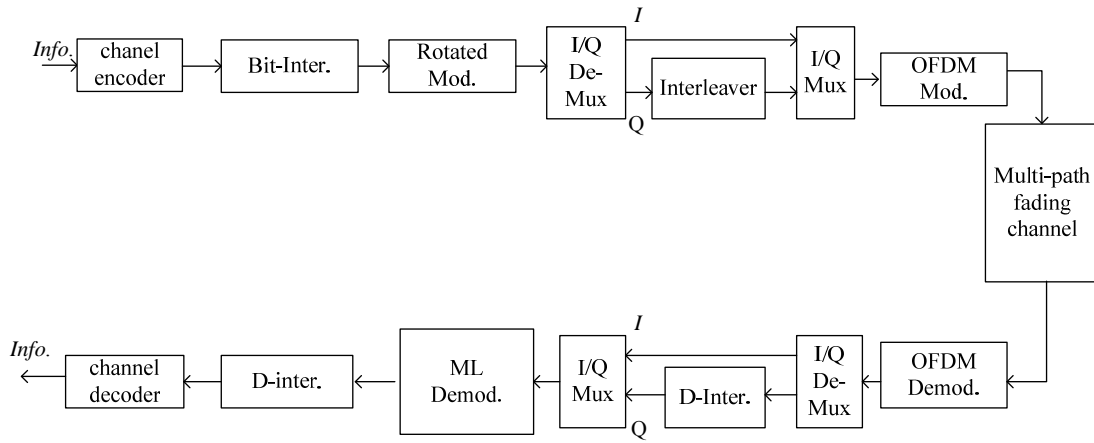 Info.
chanel
encoder
Bit-Inter.
Rotated
Mod.
I/Q
De-
Mux
I
Q
Interleaver
I/Q
Mux
OFDM
Mod.
Multi-path
fading
channel
OFDM
Demod.
I/Q
De-
Mux
I
Q
D-Inter.
I/Q
Mux
ML
Demod.
D-inter.
channel
decoder
Info.